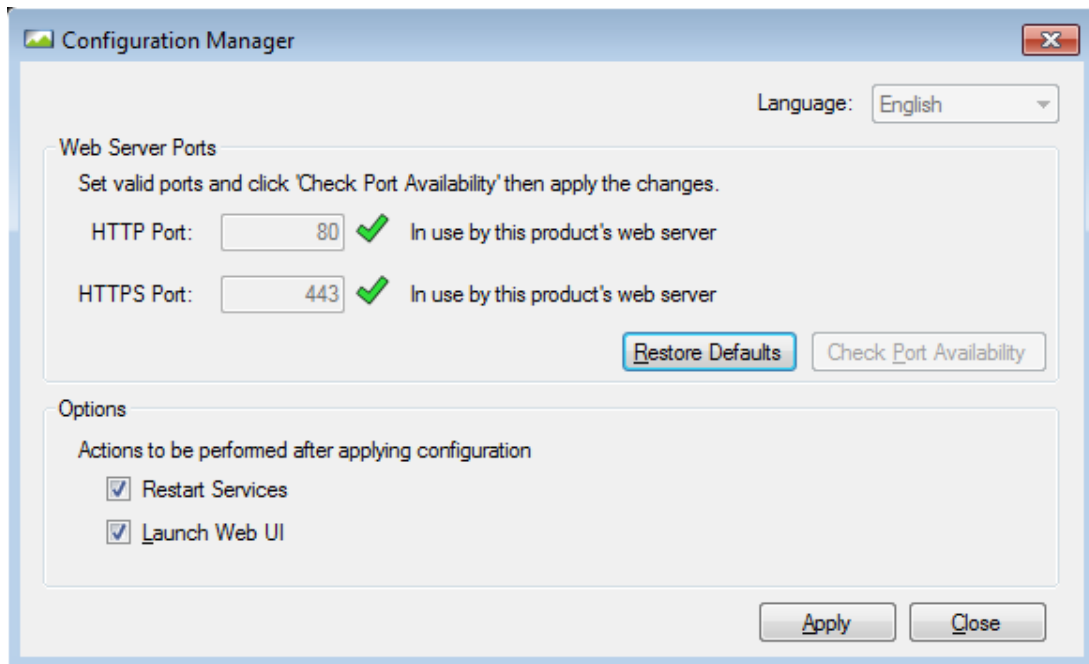 Configuration Manager
Language: English
Web Server Ports
Set valid ports and click 'Check Port Availability' then apply the changes.
HTTP Port: 80 In use by this product's web server
HTTPS Port: 443 In use by this product's web server
Restore Defaults Check Port Availability
Options
Actions to be performed after applying configuration
Restart Services
Launch Web UI
Apply Close